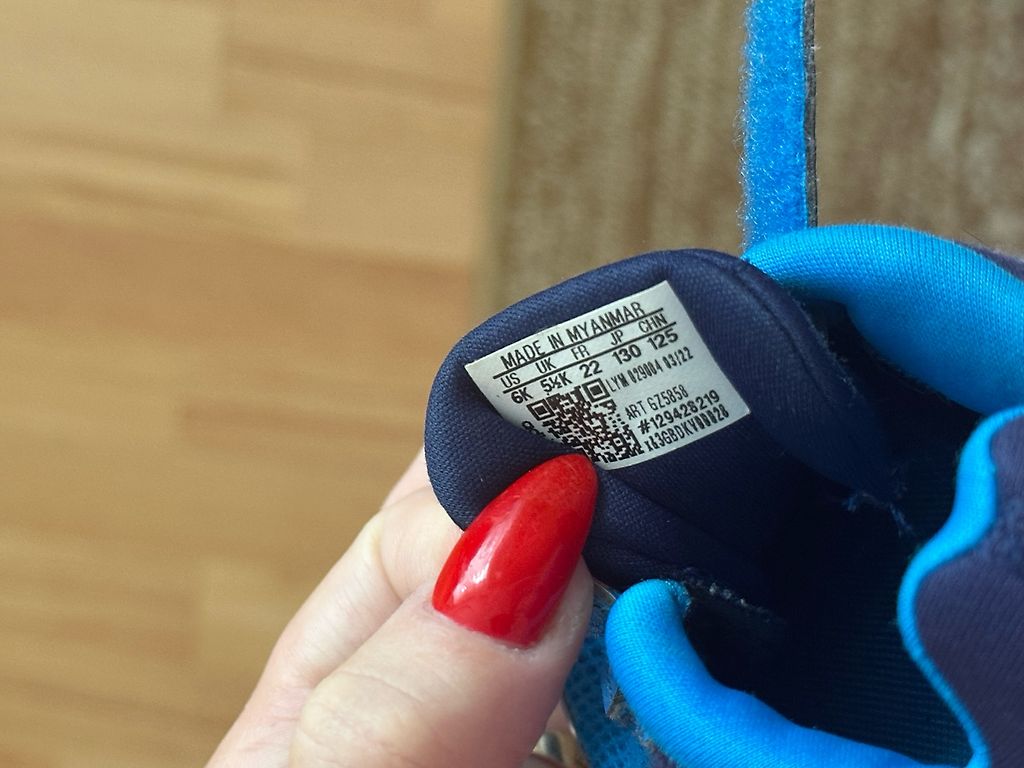 MADE IN MYANMAR
US UK FR JP CHN
6K 5½K 22 130 125
LYM 029004 03/22
ART GZ5858
#129428219